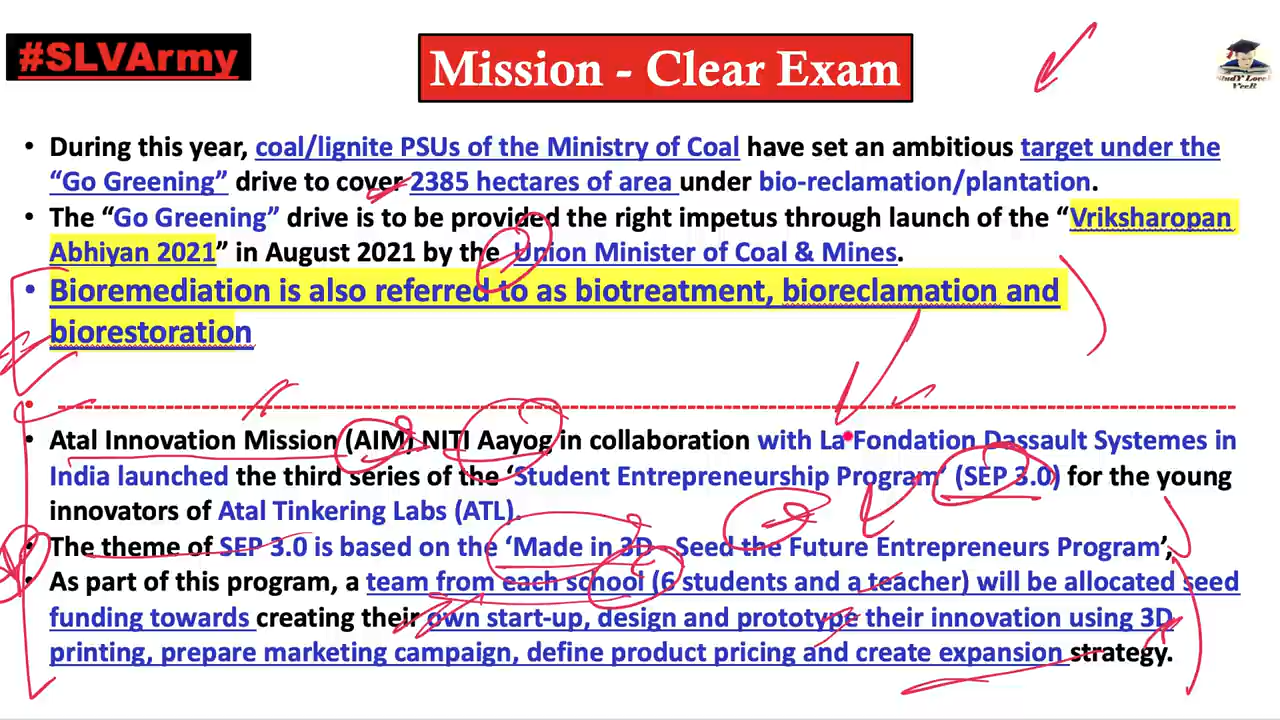 #SLVArmy
Mission - Clear Exam
StudY Lover
VeeR
• During this year, coal/lignite PSUs of the Ministry of Coal have set an ambitious target under the
“Go Greening” drive to cover 2385 hectares of area under bio-reclamation/plantation.
• The “Go Greening” drive is to be provided the right impetus through launch of the “Vriksharopan
Abhiyan 2021” in August 2021 by the Union Minister of Coal & Mines.
• Bioremediation is also referred to as biotreatment, bioreclamation and
biorestoration
• Atal Innovation Mission (AIM) NITI Aayog in collaboration with La Fondation Dassault Systemes in
India launched the third series of the ‘Student Entrepreneurship Program’ (SEP 3.0) for the young
innovators of Atal Tinkering Labs (ATL).
• The theme of SEP 3.0 is based on the ‘Made in 3D - Seed the Future Entrepreneurs Program’,
• As part of this program, a team from each school (6 students and a teacher) will be allocated seed
funding towards creating their own start-up, design and prototype their innovation using 3D
printing, prepare marketing campaign, define product pricing and create expansion strategy.